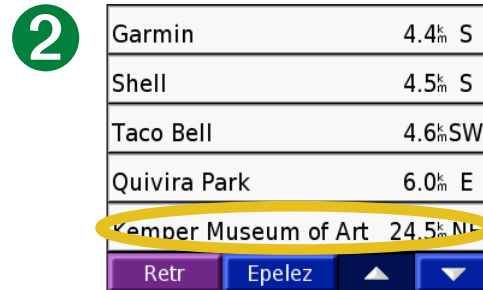 2
Garmin 4.4km S
Shell 4.5km S
Taco Bell 4.6km SW
Quivira Park 6.0km E
Kemper Museum of Art 24.5km NE
Retr Epelez